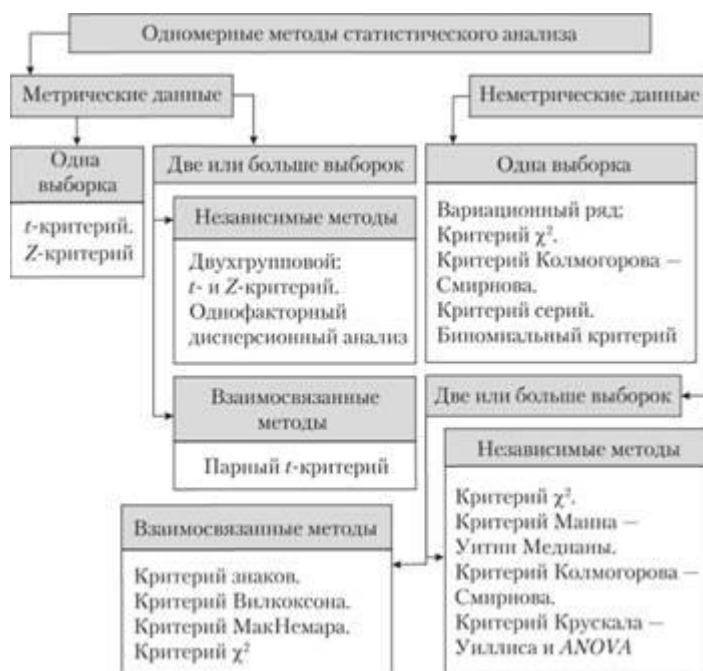 Одномерные методы статистического анализа
Метрические данные
Неметрические данные
Одна
выборка
t-критерий.
Z-критерий
Две или больше выборок
Независимые методы
Двухгрупповой:
t- и Z-критерий.
Однофакторный
дисперсионный анализ
Взаимосвязанные
методы
Парный t-критерий
Одна выборка
Вариационный ряд:
Критерий χ².
Критерий Колмогорова —
Смирнова.
Критерий серий.
Биномиальный критерий
Две или больше выборок
Независимые методы
Критерий χ².
Критерий Манна —
Уитни Медианы.
Критерий Колмогорова —
Смирнова.
Критерий Крускала —
Уиллиса и ANOVA
Взаимосвязанные методы
Критерий знаков.
Критерий Вилкоксона.
Критерий МакНемара.
Критерий χ²